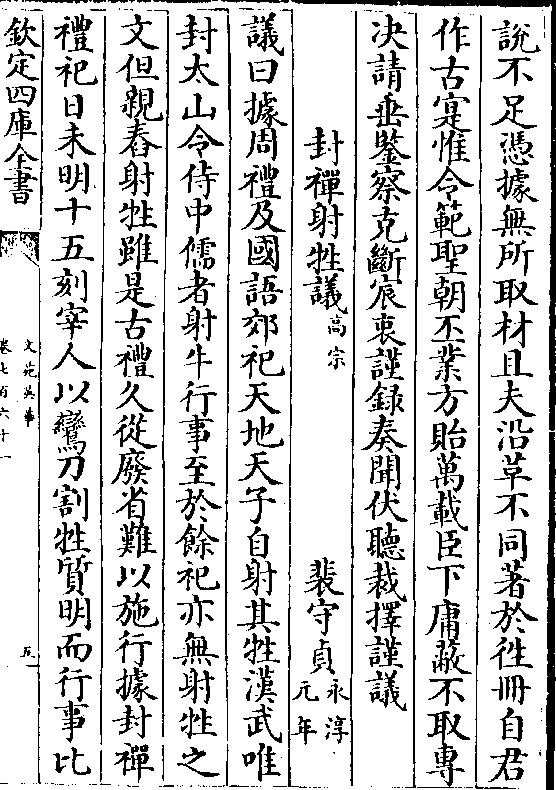 説不足憑據無所取材且夫沿革不同著於徃冊自君
作古寔惟令範聖朝丕業方貽萬載臣下庸蔽不取專
决請垂鑒察克斷宸衷謹録奏聞伏聽裁擇謹議
封禪射牲議高宗 裴守貞永淳元年
議曰據周禮及國語郊祀天地天子自射其牲漢武唯
封太山令侍中儒者射牛行事至於餘祀亦無射牲之
文但親舂射牲雖是古禮久從廢省難以施行據封禪
禮祀日未明十五刻宰人以鸞刀割牲質明而行事比
欽定四庫全書
文苑英華
卷七百六十一
五